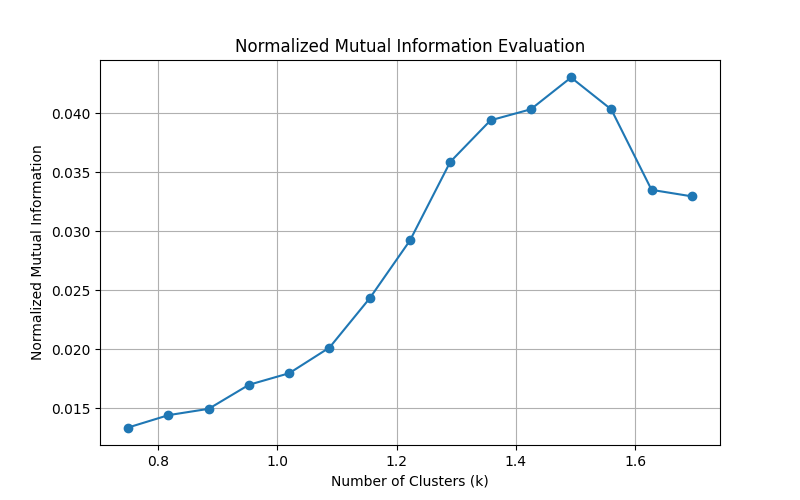 Normalized Mutual Information Evaluation
Normalized Mutual Information
0.040
0.035
0.030
0.025
0.020
0.015
0.8 1.0 1.2 1.4 1.6
Number of Clusters (k)